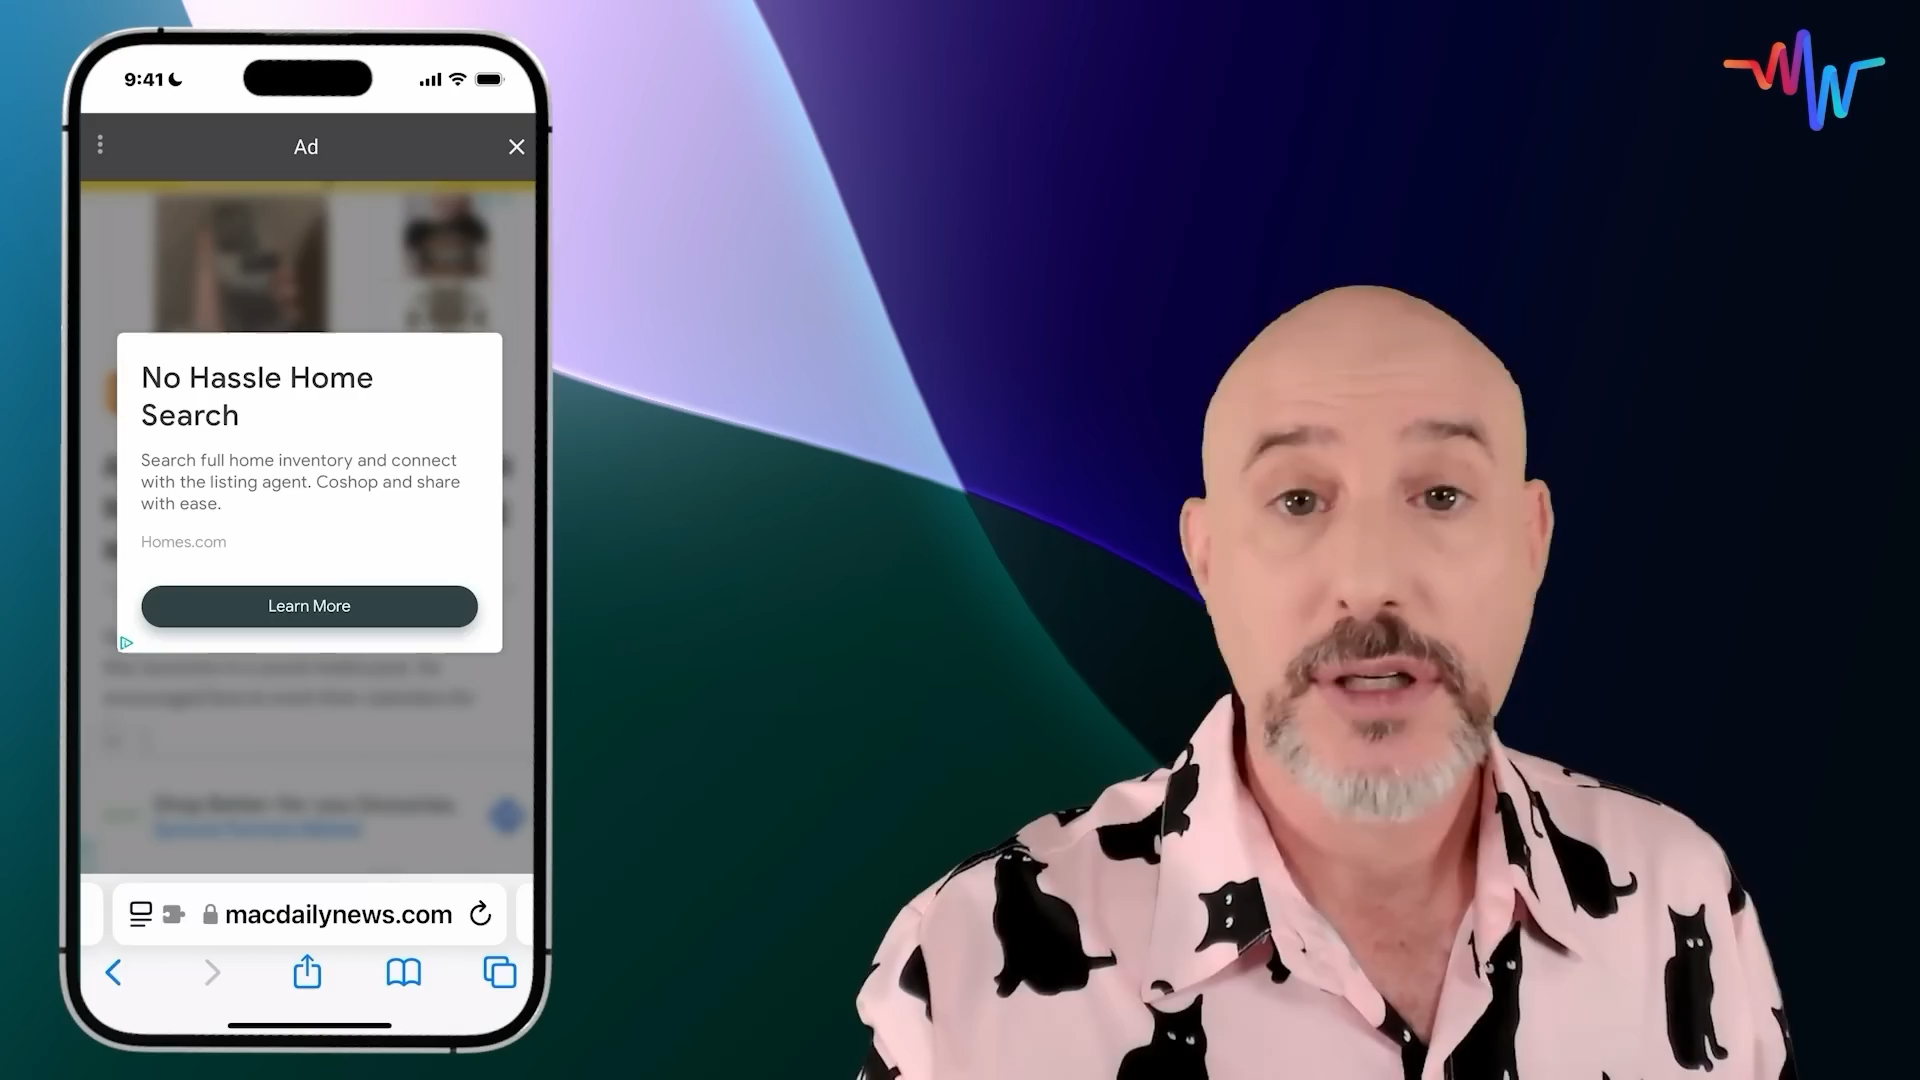 9:41
Ad
No Hassle Home
Search
Search full home inventory and connect
with the listing agent. Coshop and share
with ease.
Homes.com
Learn More
macdailynews.com
MW